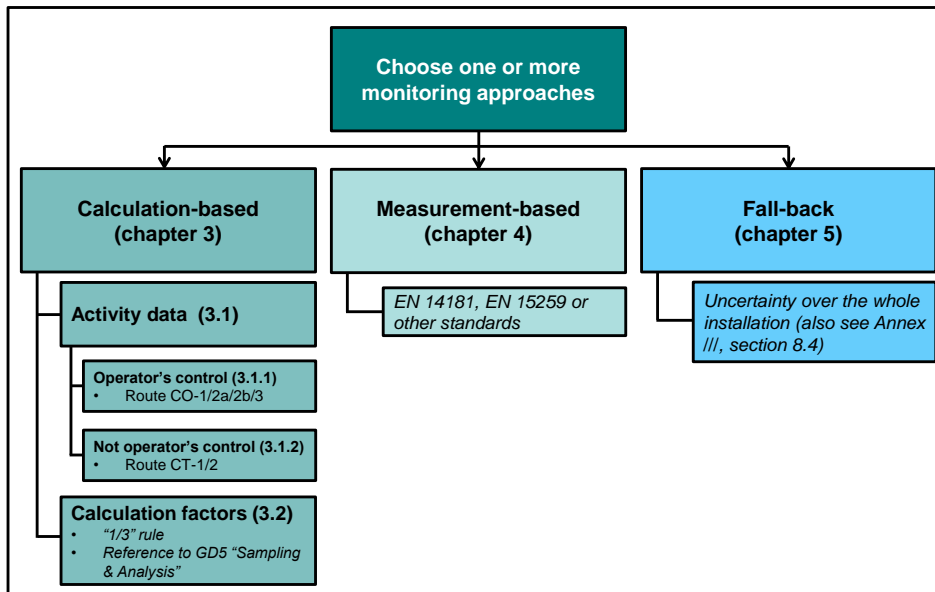 Choose one or more
monitoring approaches
Calculation-based
(chapter 3)
Measurement-based
(chapter 4)
Fall-back
(chapter 5)
Activity data (3.1)
Operator's control (3.1.1)
• Route CO-1/2a/2b/3
Not operator's control (3.1.2)
• Route CT-1/2
Calculation factors (3.2)
• “1/3” rule
• Reference to GD5 “Sampling
& Analysis”
EN 14181, EN 15259 or
other standards
Uncertainty over the whole
installation (also see Annex
III, section 8.4)